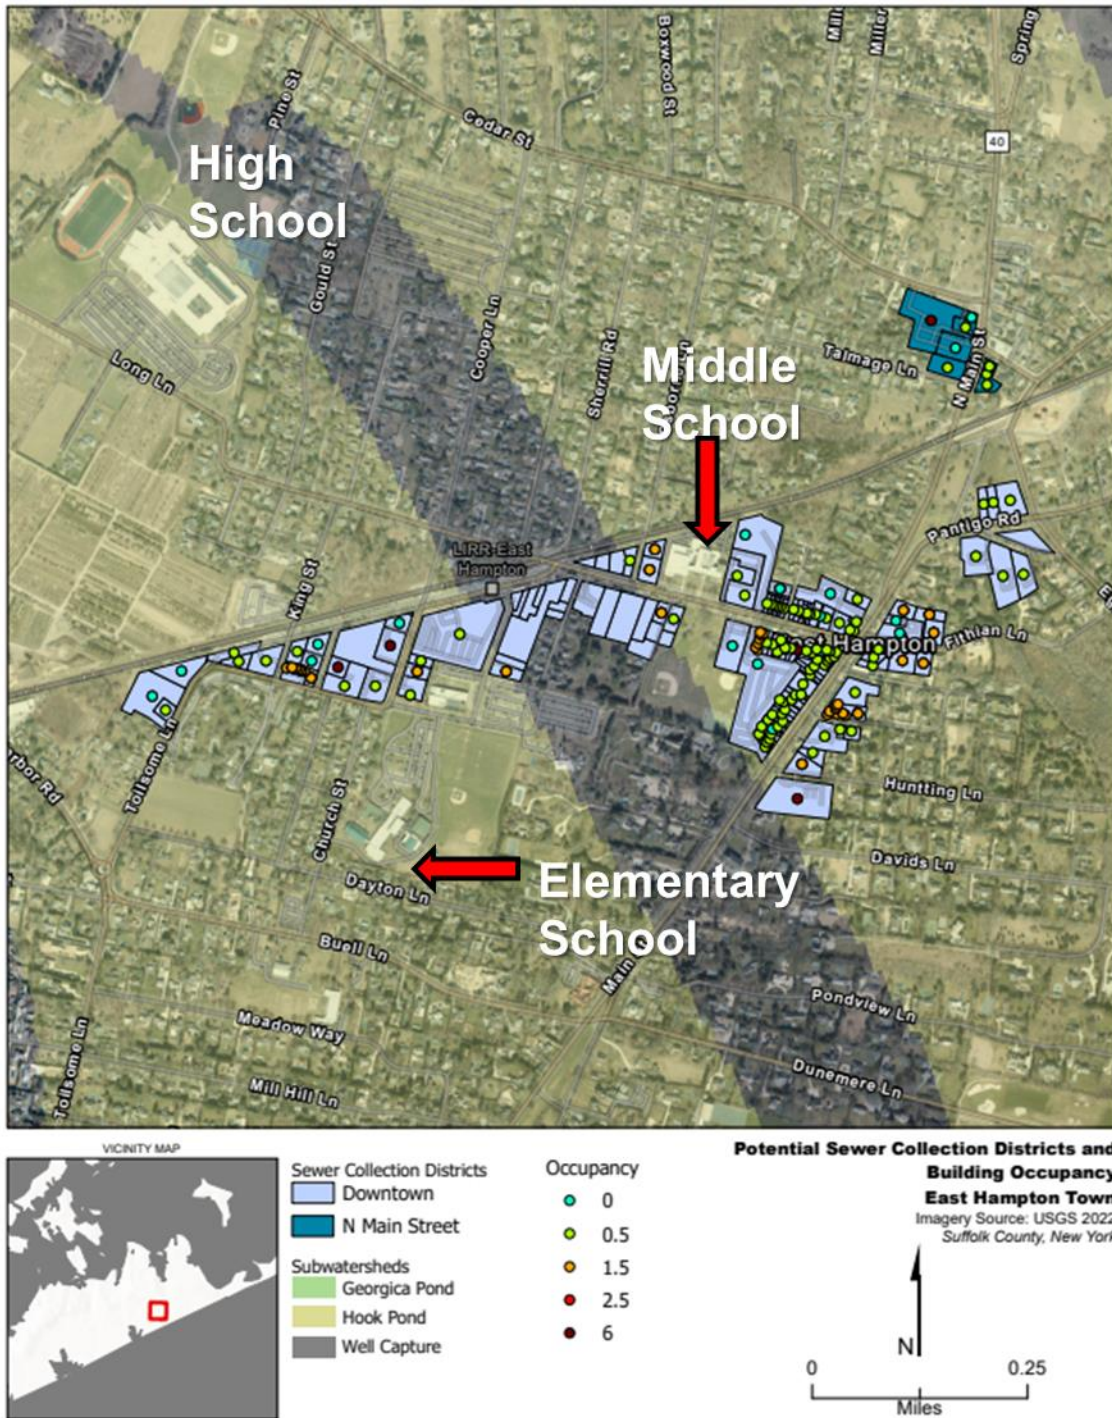 Boxwood St
Miller
Spring
Pine St
Cedar St
40
High
School
Gould St
Cooper Ln
Sherrill Rd
Long Ln
Middle
School
Talmage Ln
N Main St
Pantigo Rd
LIRR-East
Hampton
King St
Hampton
Fithian Ln
Toilsome Ln
Church St
Huntting Ln
Davids Ln
Elementary
School
Dayton Ln
Buell Ln
Main
Pondview Ln
Meadow Way
Dunemere Ln
Toilsome Ln
Mill Hill Ln
VICINITY MAP
Sewer Collection Districts
Downtown
N Main Street
Subwatersheds
Georgica Pond
Hook Pond
Well Capture
Occupancy
0
0.5
1.5
2.5
6
Potential Sewer Collection Districts and
Building Occupancy
East Hampton Town
Imagery Source: USGS 2022
Suffolk County, New York
N
0 0.25
Miles